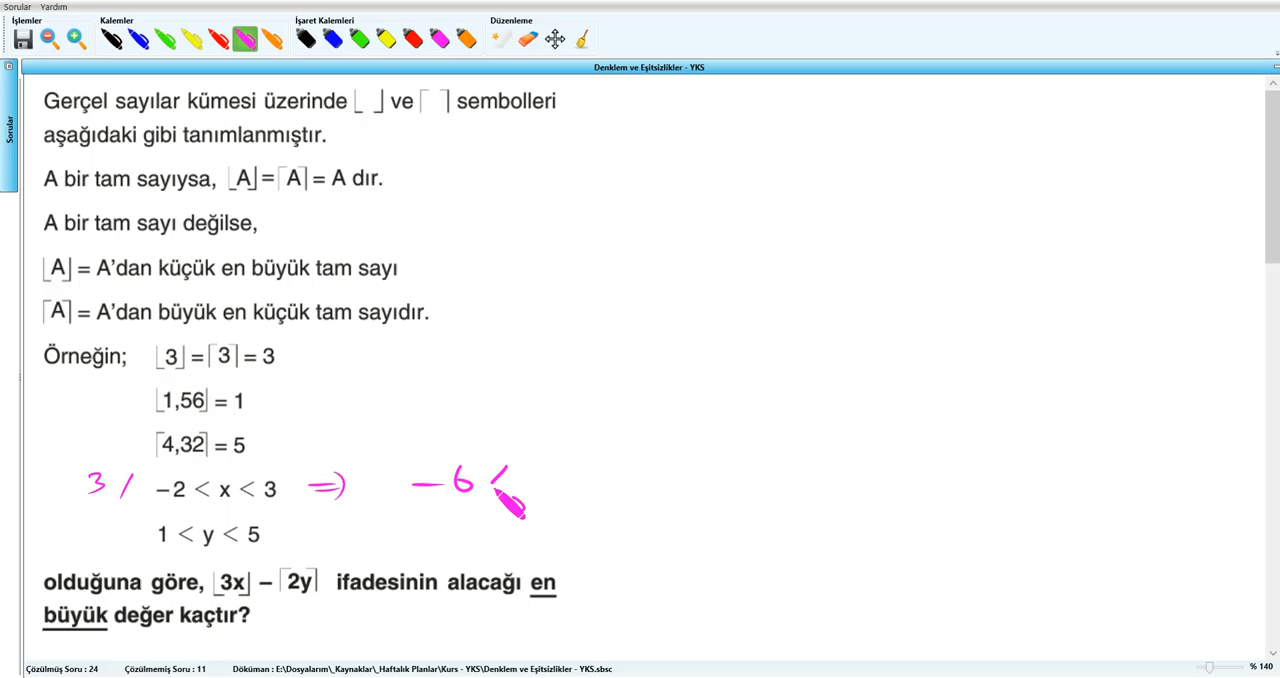 Sorular Yardım
İşlemler Kalemler İşaret Kalemleri Düzenleme
Denklem ve Eşitsizlikler - YKS
Sorular
Gerçel sayılar kümesi üzerinde ⌊ ⌋ ve ⌈ ⌉ sembolleri
aşağıdaki gibi tanımlanmıştır.
A bir tam sayıysa, ⌊A⌋ = ⌈A⌉ = A dır.
A bir tam sayı değilse,
⌊A⌋ = A’dan küçük en büyük tam sayı
⌈A⌉ = A’dan büyük en küçük tam sayıdır.
Örneğin; ⌊3⌋ = ⌈3⌉ = 3
⌊1,56⌋ = 1
⌈4,32⌉ = 5
3 / −2 < x < 3 ⇒ −6 <
1 < y < 5
olduğuna göre, ⌊3x⌋ − ⌈2y⌉ ifadesinin alacağı en
büyük değer kaçtır?
Çözülmüş Soru : 24 Çözülmemiş Soru : 11 Döküman : E:\Dosyalarım\_Kaynaklar\_Haftalık Planlar\Kurs - YKS\Denklem ve Eşitsizlikler - YKS.sbsc % 140